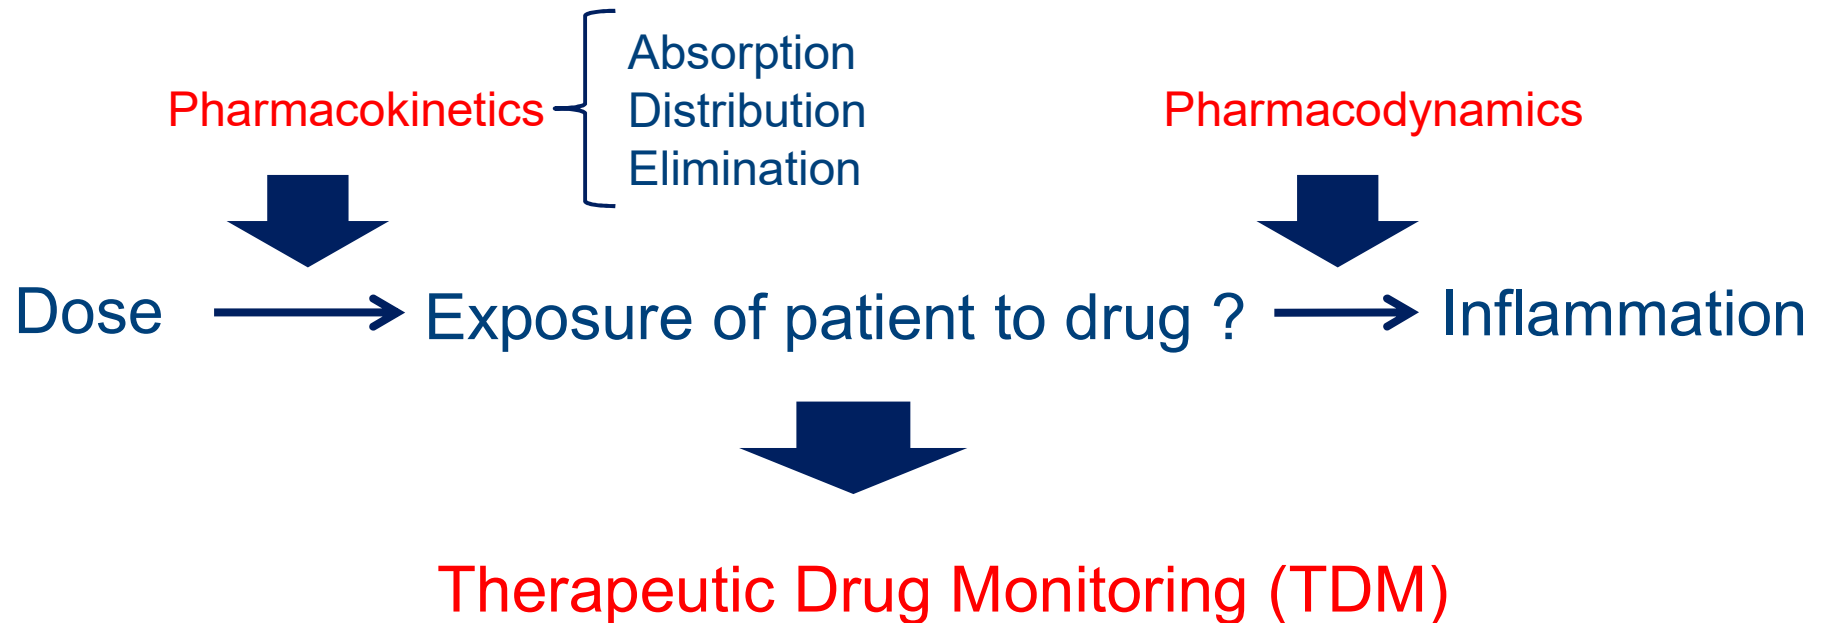 Absorption
Pharmacokinetics
Distribution
Elimination
Pharmacodynamics
Dose
Exposure of patient to drug ?
Inflammation
Therapeutic Drug Monitoring (TDM)